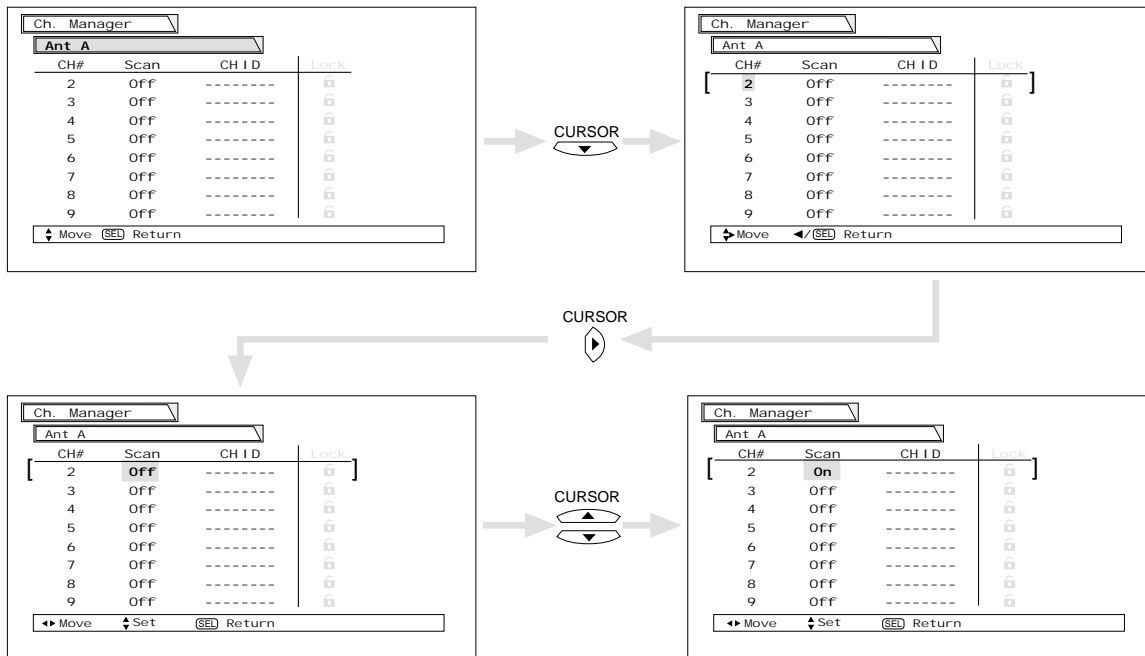 Ch. Manager
Ant A
CH# Scan CH ID Lock
2 Off --------
3 Off --------
4 Off --------
5 Off --------
6 Off --------
7 Off --------
8 Off --------
9 Off --------
Move SEL Return
CURSOR
Ch. Manager
Ant A
CH# Scan CH ID Lock
[ 2 Off -------- ]
3 Off --------
4 Off --------
5 Off --------
6 Off --------
7 Off --------
8 Off --------
9 Off --------
Move ◀/SEL Return
CURSOR
Ch. Manager
Ant A
CH# Scan CH ID Lock
[ 2 Off -------- ]
3 Off --------
4 Off --------
5 Off --------
6 Off --------
7 Off --------
8 Off --------
9 Off --------
Move Set SEL Return
CURSOR
Ch. Manager
Ant A
CH# Scan CH ID Lock
[ 2 On -------- ]
3 Off --------
4 Off --------
5 Off --------
6 Off --------
7 Off --------
8 Off --------
9 Off --------
Move Set SEL Return